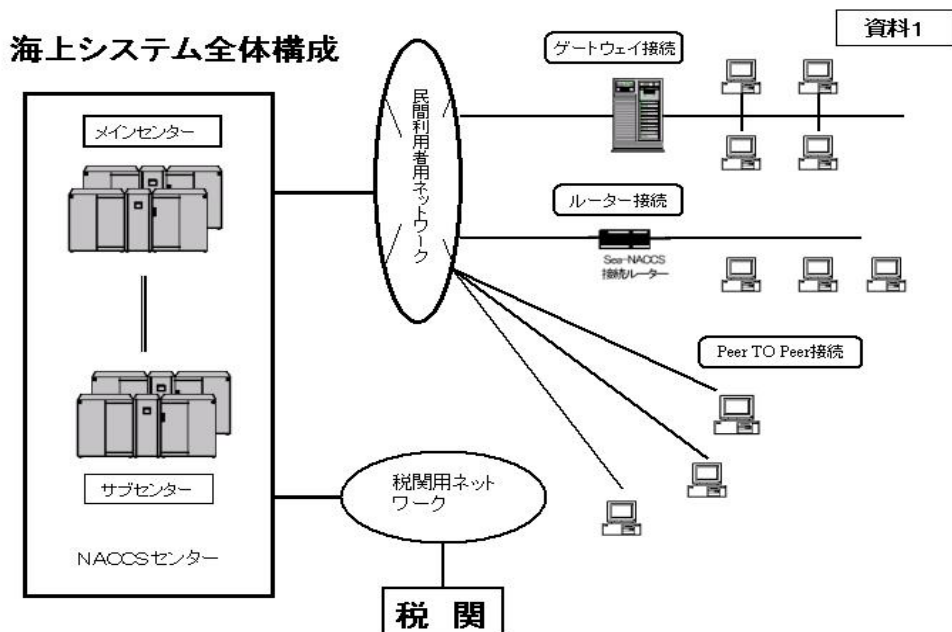 資料1
海上システム全体構成
メインセンター
サブセンター
NACCSセンター
民間利用者用ネットワーク
ゲートウェイ接続
ルーター接続
Sea-NACCS
接続ルーター
Peer TO Peer接続
税関用ネット
ワーク
税 関